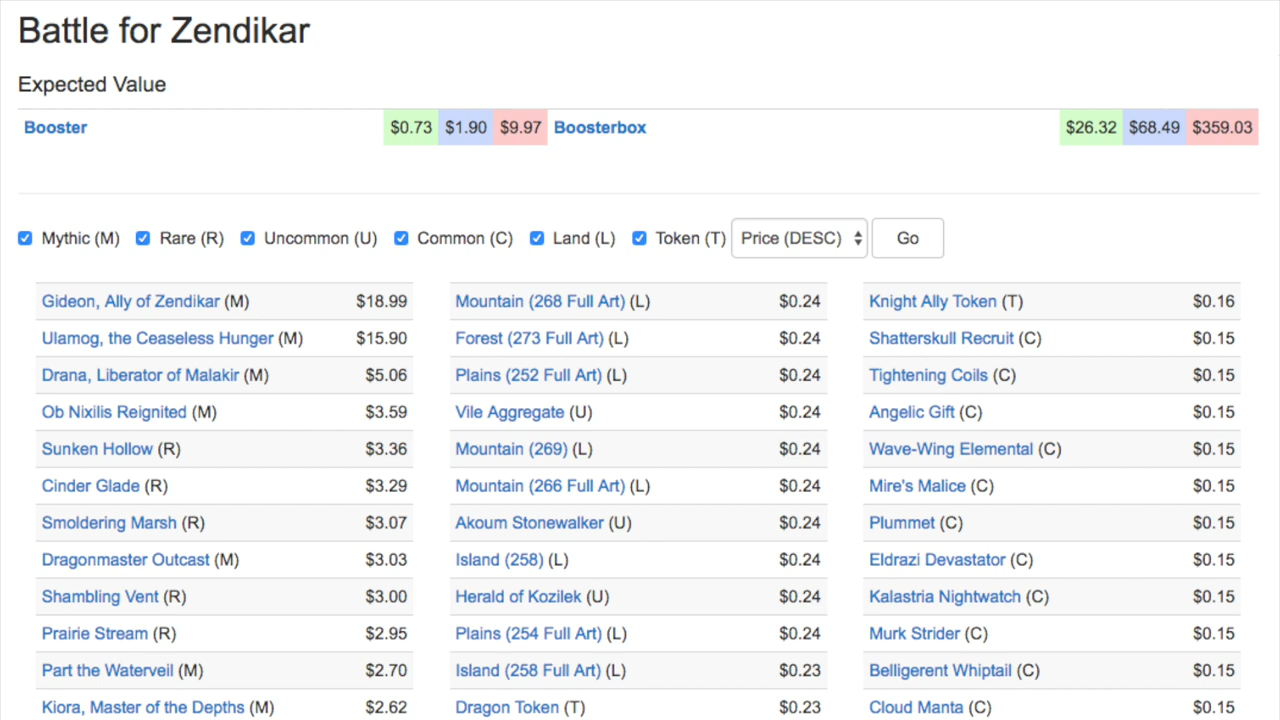 Battle for Zendikar
Expected Value
Booster $0.73 $1.90 $9.97 Boosterbox $26.32 $68.49 $359.03
Mythic (M) Rare (R) Uncommon (U) Common (C) Land (L) Token (T) Price (DESC) Go
Gideon, Ally of Zendikar (M) $18.99 Mountain (268 Full Art) (L) $0.24 Knight Ally Token (T) $0.16
Ulamog, the Ceaseless Hunger (M) $15.90 Forest (273 Full Art) (L) $0.24 Shatterskull Recruit (C) $0.15
Drana, Liberator of Malakir (M) $5.06 Plains (252 Full Art) (L) $0.24 Tightening Coils (C) $0.15
Ob Nixilis Reignited (M) $3.59 Vile Aggregate (U) $0.24 Angelic Gift (C) $0.15
Sunken Hollow (R) $3.36 Mountain (269) (L) $0.24 Wave-Wing Elemental (C) $0.15
Cinder Glade (R) $3.29 Mountain (266 Full Art) (L) $0.24 Mire's Malice (C) $0.15
Smoldering Marsh (R) $3.07 Akoum Stonewalker (U) $0.24 Plummet (C) $0.15
Dragonmaster Outcast (M) $3.03 Island (258) (L) $0.24 Eldrazi Devastator (C) $0.15
Shambling Vent (R) $3.00 Herald of Kozilek (U) $0.24 Kalastria Nightwatch (C) $0.15
Prairie Stream (R) $2.95 Plains (254 Full Art) (L) $0.24 Murk Strider (C) $0.15
Part the Waterveil (M) $2.70 Island (258 Full Art) (L) $0.23 Belligerent Whiptail (C) $0.15
Kiora, Master of the Depths (M) $2.62 Dragon Token (T) $0.23 Cloud Manta (C) $0.15